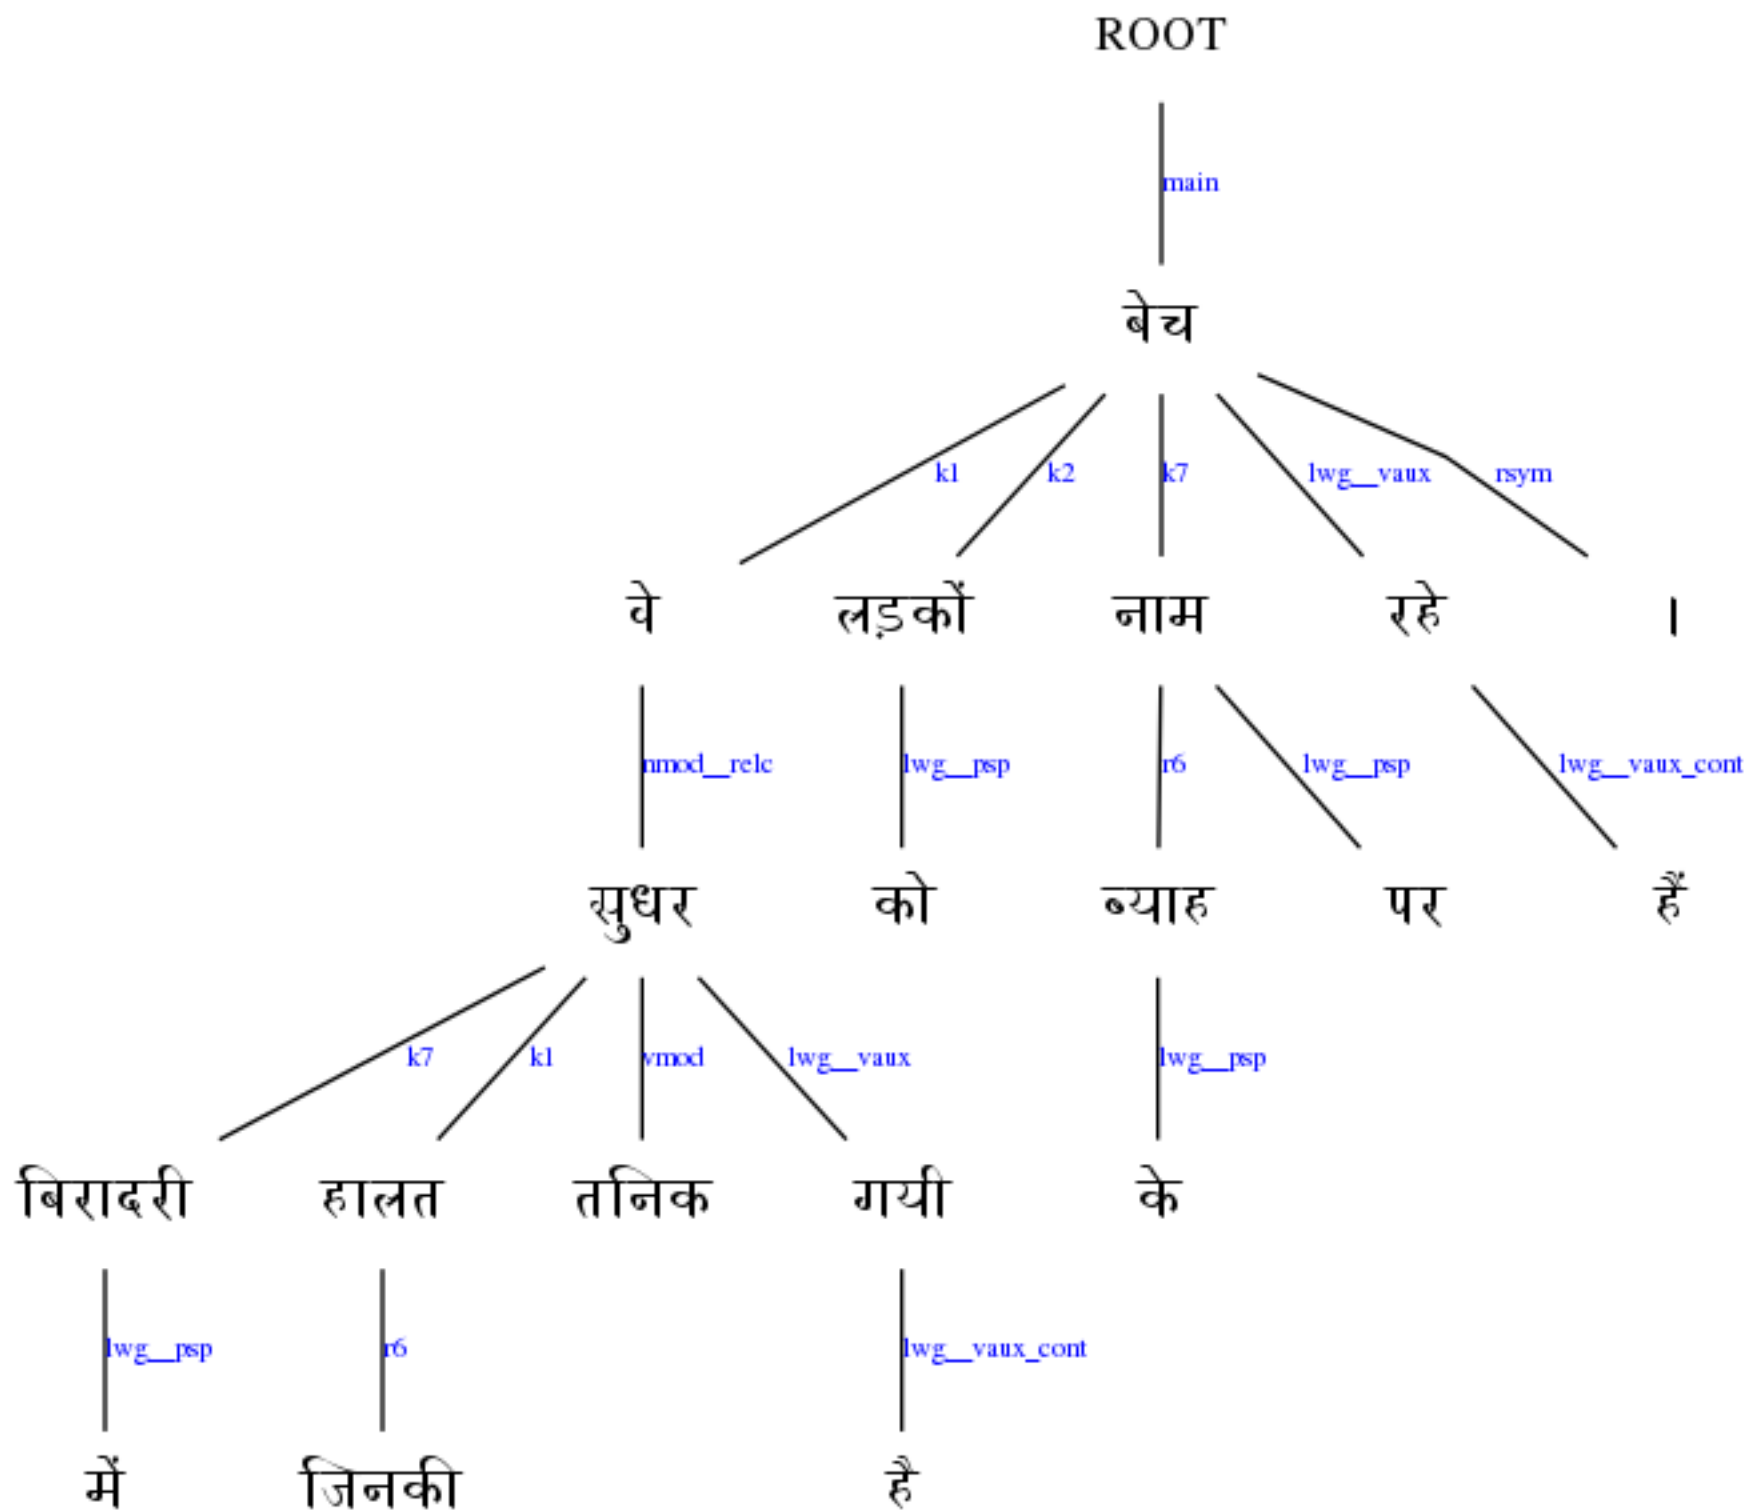 ROOT
main
बेच
k1 k2 k7 lwg__vaux rsym
वे लड़कों नाम रहे ।
nmod__relc lwg__psp r6 lwg__psp lwg__vaux_cont
सुधर को ब्याह पर हैं
k7 k1 vmod lwg__vaux lwg__psp
बिरादरी हालत तनिक गयी के
lwg__psp r6 lwg__vaux_cont
में जिनकी है